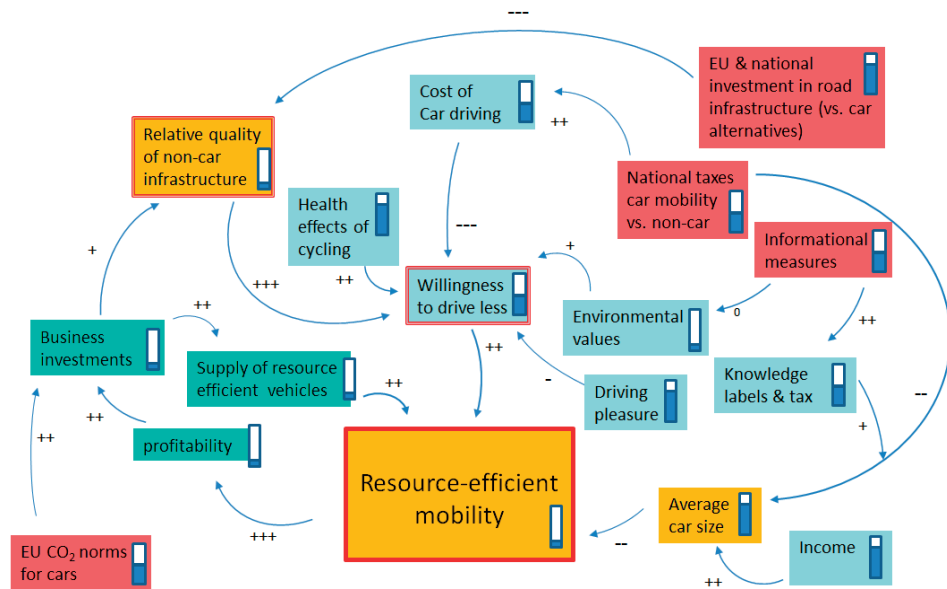 ---
EU & national
investment in road
infrastructure (vs. car
alternatives)
Cost of
Car driving
++
Relative quality
of non-car
infrastructure
National taxes
car mobility
vs. non-car
Health
effects of
cycling
---
Informational
measures
+
+
+++
++
Willingness
to drive less
Environmental
values
0
++
++
Business
investments
++
Supply of resource
efficient vehicles
++
-
Driving
pleasure
Knowledge
labels & tax
--
++
++
profitability
+
Resource-efficient
mobility
Average
car size
+++
--
EU CO₂ norms
for cars
Income
++